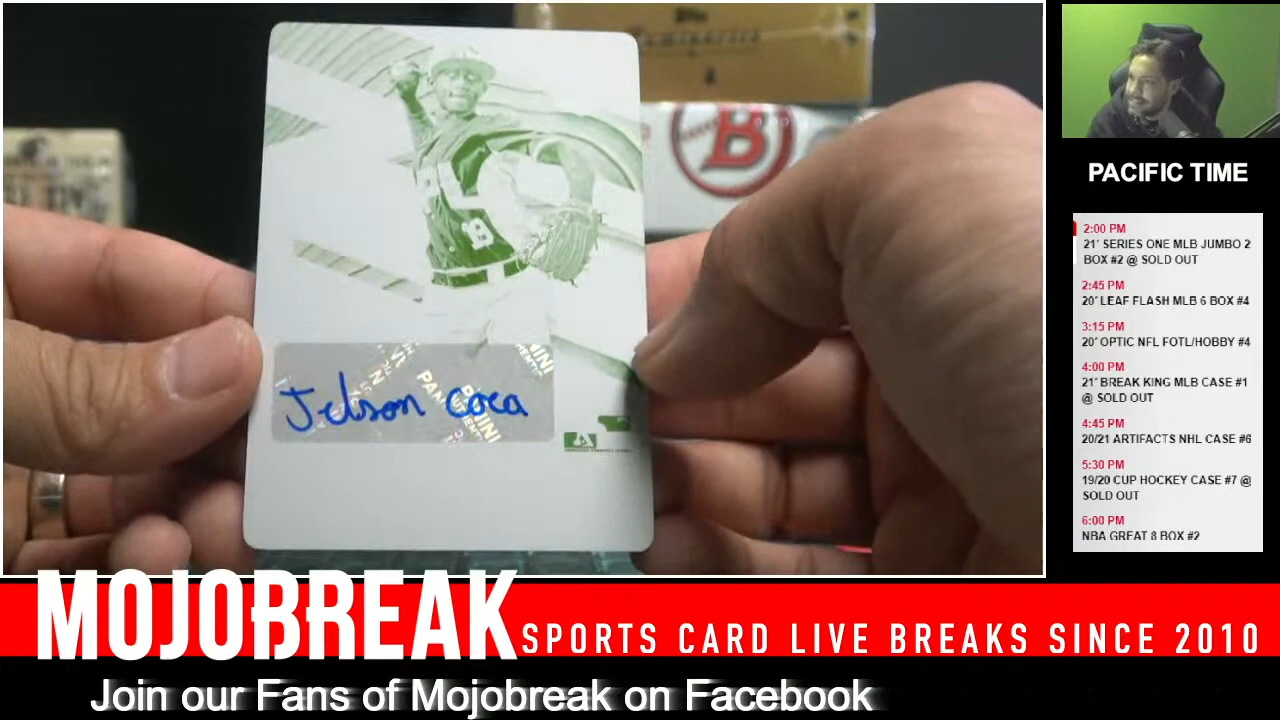 Topps
B
8
Jelson Coca
PANINI
PACIFIC TIME
2:00 PM
21' SERIES ONE MLB JUMBO 2
BOX #2 @ SOLD OUT
2:45 PM
20' LEAF FLASH MLB 6 BOX #4
3:15 PM
20' OPTIC NFL FOTL/HOBBY #4
4:00 PM
21' BREAK KING MLB CASE #1
@ SOLD OUT
4:45 PM
20/21 ARTIFACTS NHL CASE #6
5:30 PM
19/20 CUP HOCKEY CASE #7 @
SOLD OUT
6:00 PM
NBA GREAT 8 BOX #2
MOJOBREAK
SPORTS CARD LIVE BREAKS SINCE 2010
Join our Fans of Mojobreak on Facebook